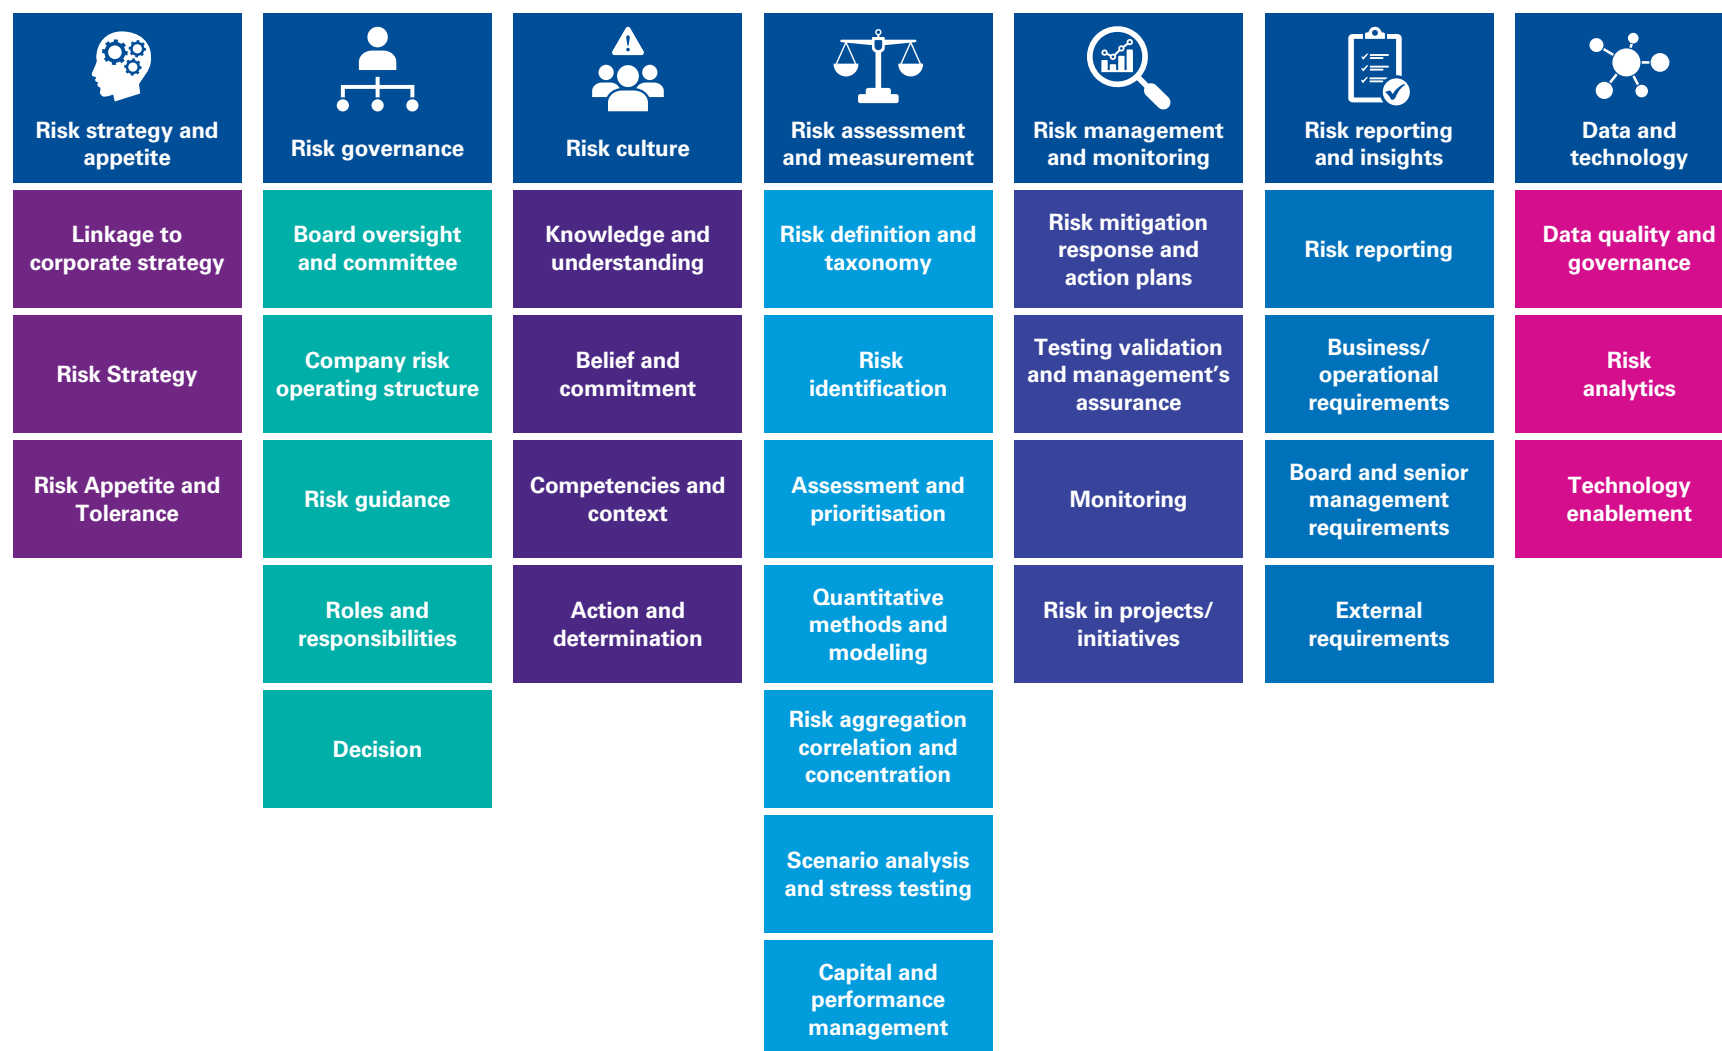 Risk strategy and
appetite
Risk governance
Risk culture
Risk assessment
and measurement
Risk management
and monitoring
Risk reporting
and insights
Data and
technology
Linkage to
corporate strategy
Risk Strategy
Risk Appetite and
Tolerance
Board oversight
and committee
Company risk
operating structure
Risk guidance
Roles and
responsibilities
Decision
Knowledge and
understanding
Belief and
commitment
Competencies and
context
Action and
determination
Risk definition and
taxonomy
Risk
identification
Assessment and
prioritisation
Quantitative
methods and
modeling
Risk aggregation
correlation and
concentration
Scenario analysis
and stress testing
Capital and
performance
management
Risk mitigation
response and
action plans
Testing validation
and management's
assurance
Monitoring
Risk in projects/
initiatives
Risk reporting
Business/
operational
requirements
Board and senior
management
requirements
External
requirements
Data quality and
governance
Risk
analytics
Technology
enablement